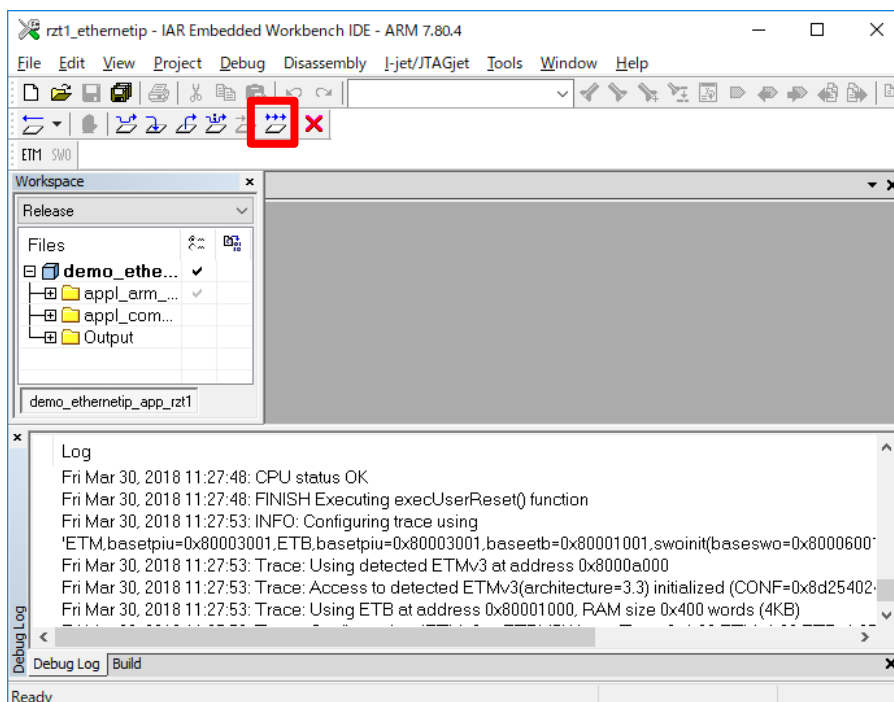 rzt1_ethernetip - IAR Embedded Workbench IDE - ARM 7.80.4
File Edit View Project Debug Disassembly I-jet/JTAGjet Tools Window Help
ETM SWO
Workspace
Release
Files
demo_ethe...
appl_arm_...
appl_com...
Output
demo_ethernetip_app_rzt1
Log
Fri Mar 30, 2018 11:27:48: CPU status OK
Fri Mar 30, 2018 11:27:48: FINISH Executing execUserReset() function
Fri Mar 30, 2018 11:27:53: INFO: Configuring trace using
'ETM,basetpiu=0x80003001,ETB,basetpiu=0x80003001,baseetb=0x80001001,swoinit(baseswo=0x8000600
Fri Mar 30, 2018 11:27:53: Trace: Using detected ETMv3 at address 0x8000a000
Fri Mar 30, 2018 11:27:53: Trace: Access to detected ETMv3(architecture=3.3) initialized (CONF=0x8d25402
Fri Mar 30, 2018 11:27:53: Trace: Using ETB at address 0x80001000, RAM size 0x400 words (4KB)
Debug Log
Debug Log Build
Ready